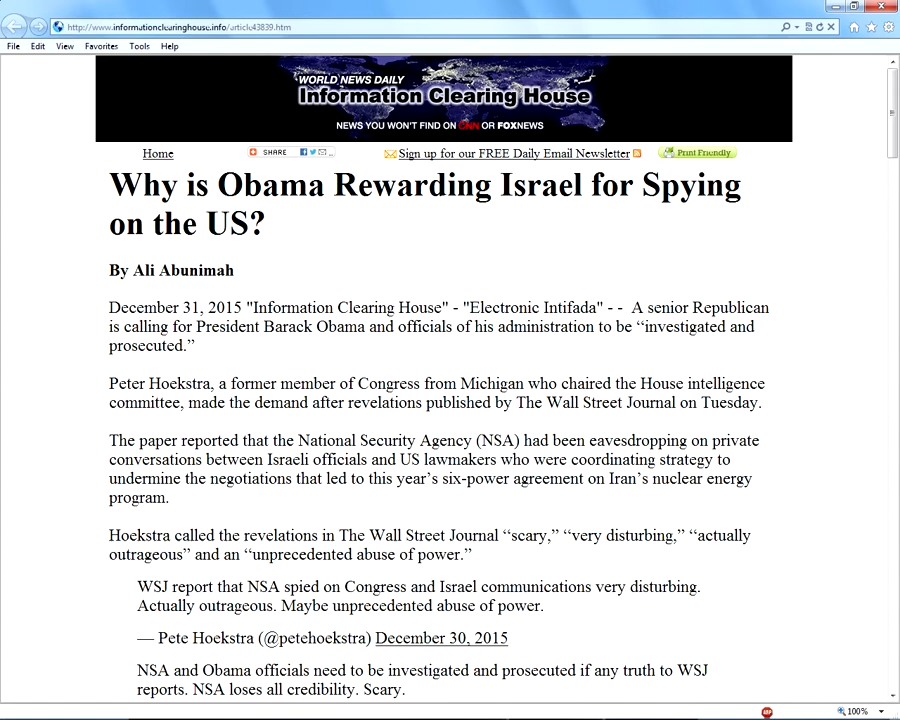 http://www.informationclearinghouse.info/article43839.htm
File Edit View Favorites Tools Help
WORLD NEWS DAILY
Information Clearing House
NEWS YOU WON'T FIND ON CNN OR FOXNEWS
Home SHARE Sign up for our FREE Daily Email Newsletter Print Friendly
Why is Obama Rewarding Israel for Spying
on the US?
By Ali Abunimah
December 31, 2015 "Information Clearing House" - "Electronic Intifada" - - A senior Republican
is calling for President Barack Obama and officials of his administration to be “investigated and
prosecuted.”
Peter Hoekstra, a former member of Congress from Michigan who chaired the House intelligence
committee, made the demand after revelations published by The Wall Street Journal on Tuesday.
The paper reported that the National Security Agency (NSA) had been eavesdropping on private
conversations between Israeli officials and US lawmakers who were coordinating strategy to
undermine the negotiations that led to this year’s six-power agreement on Iran’s nuclear energy
program.
Hoekstra called the revelations in The Wall Street Journal “scary,” “very disturbing,” “actually
outrageous” and an “unprecedented abuse of power.”
WSJ report that NSA spied on Congress and Israel communications very disturbing.
Actually outrageous. Maybe unprecedented abuse of power.
— Pete Hoekstra (@petehoekstra) December 30, 2015
NSA and Obama officials need to be investigated and prosecuted if any truth to WSJ
reports. NSA loses all credibility. Scary.
ABP 100%